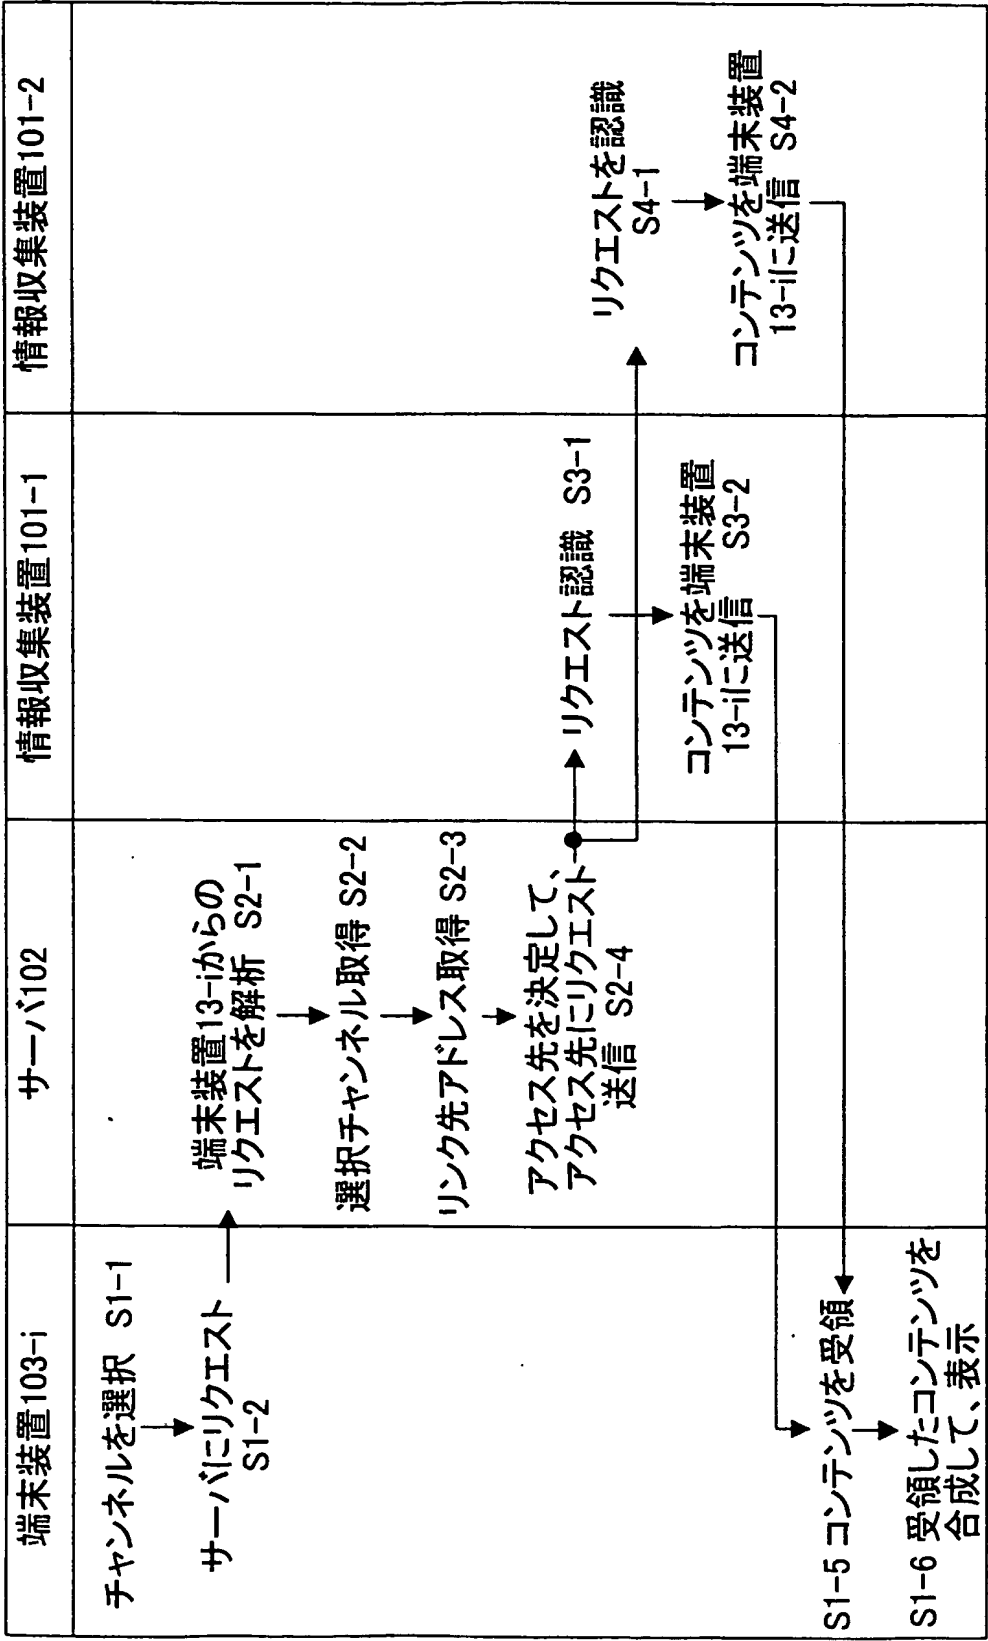 端末装置103-i
サーバ102
情報収集装置101-1
情報収集装置101-2
チャンネルを選択 S1-1
サーバにリクエスト
S1-2
端末装置13-iからの
リクエストを解析 S2-1
選択チャンネル取得 S2-2
リンク先アドレス取得 S2-3
アクセス先を決定して、
アクセス先にリクエスト
送信 S2-4
リクエスト認識 S3-1
コンテンツを端末装置
13-iに送信 S3-2
リクエストを認識
S4-1
コンテンツを端末装置
13-iに送信 S4-2
S1-5 コンテンツを受領
S1-6 受領したコンテンツを
合成して、表示